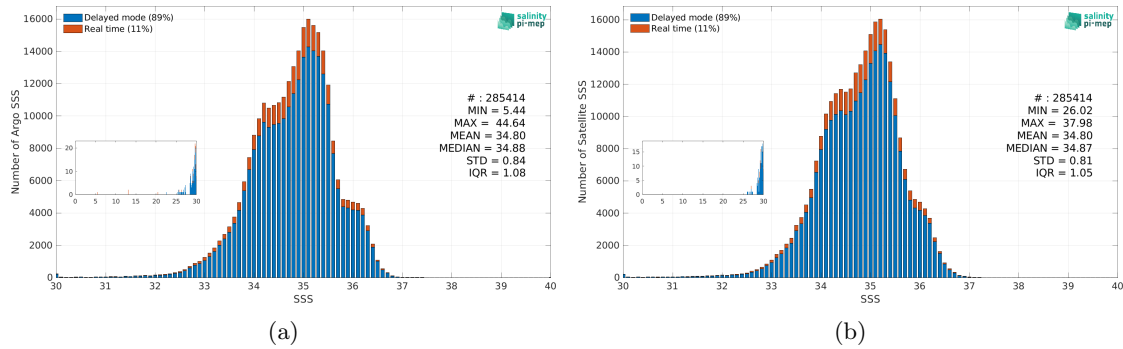 Delayed mode (89%)
Real time (11%)
salinity
pi-mep
16000
14000
12000
10000
8000
6000
4000
2000
0
Number of Argo SSS
# : 285414
MIN = 5.44
MAX = 44.64
MEAN = 34.80
MEDIAN = 34.88
STD = 0.84
IQR = 1.08
20
10
0
0 5 10 15 20 25 30
30 31 32 33 34 35 36 37 38 39 40
SSS
(a)
Delayed mode (89%)
Real time (11%)
salinity
pi-mep
16000
14000
12000
10000
8000
6000
4000
2000
0
Number of Satellite SSS
# : 285414
MIN = 26.02
MAX = 37.98
MEAN = 34.80
MEDIAN = 34.87
STD = 0.81
IQR = 1.05
15
10
5
0
0 5 10 15 20 25 30
30 31 32 33 34 35 36 37 38 39 40
SSS
(b)